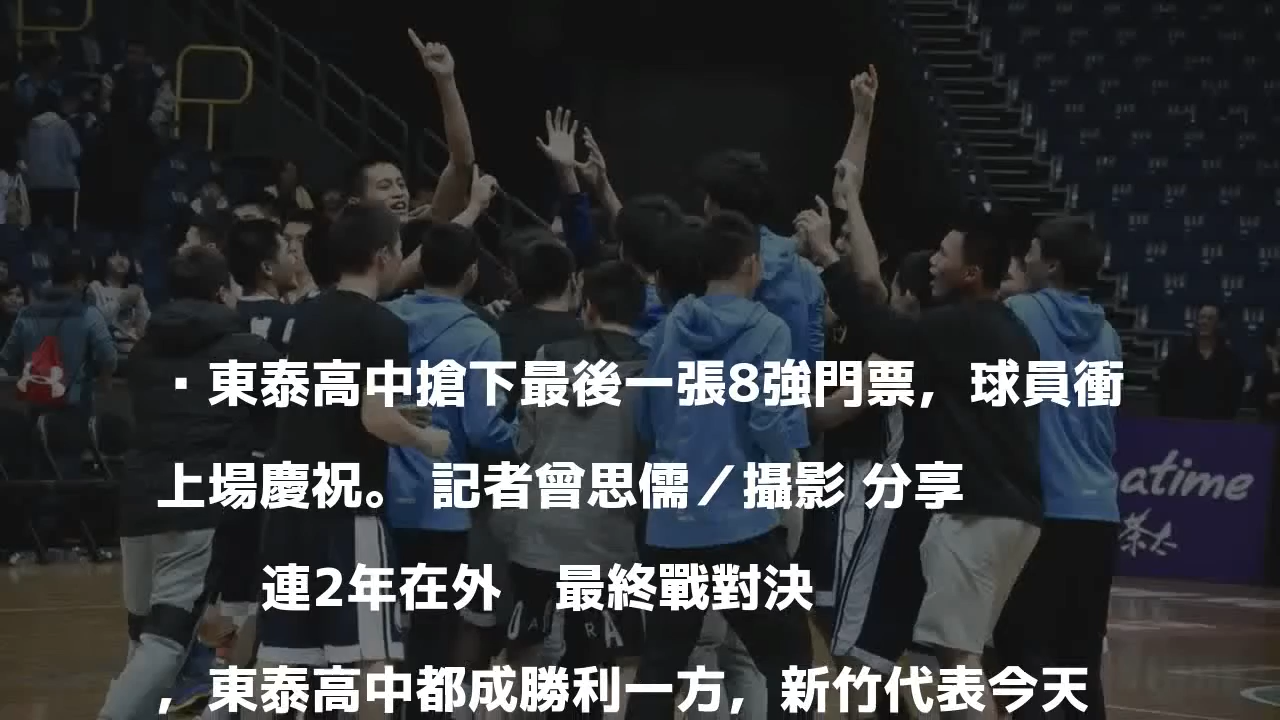 ·東泰高中搶下最後一張8強門票，球員衝
上場慶祝。 記者曾思儒／攝影 分享
連2年在外　最終戰對決
，東泰高中都成勝利一方，新竹代表今天
atime
茶太